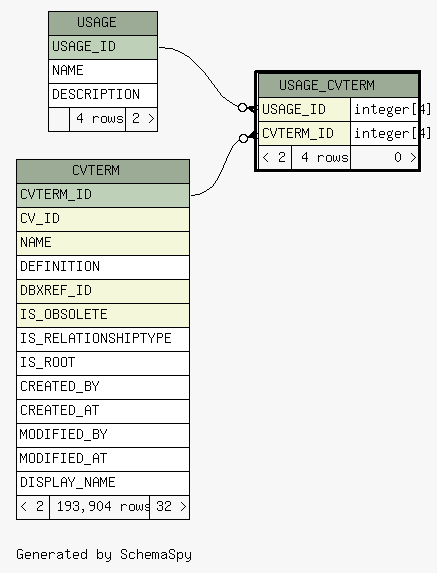 USAGE
USAGE_ID
NAME
DESCRIPTION
4 rows 2 >
USAGE_CVTERM
USAGE_ID integer[4]
CVTERM_ID integer[4]
< 2 4 rows 0 >
CVTERM
CVTERM_ID
CV_ID
NAME
DEFINITION
DBXREF_ID
IS_OBSOLETE
IS_RELATIONSHIPTYPE
IS_ROOT
CREATED_BY
CREATED_AT
MODIFIED_BY
MODIFIED_AT
DISPLAY_NAME
< 2 193,904 rows 32 >
Generated by SchemaSpy